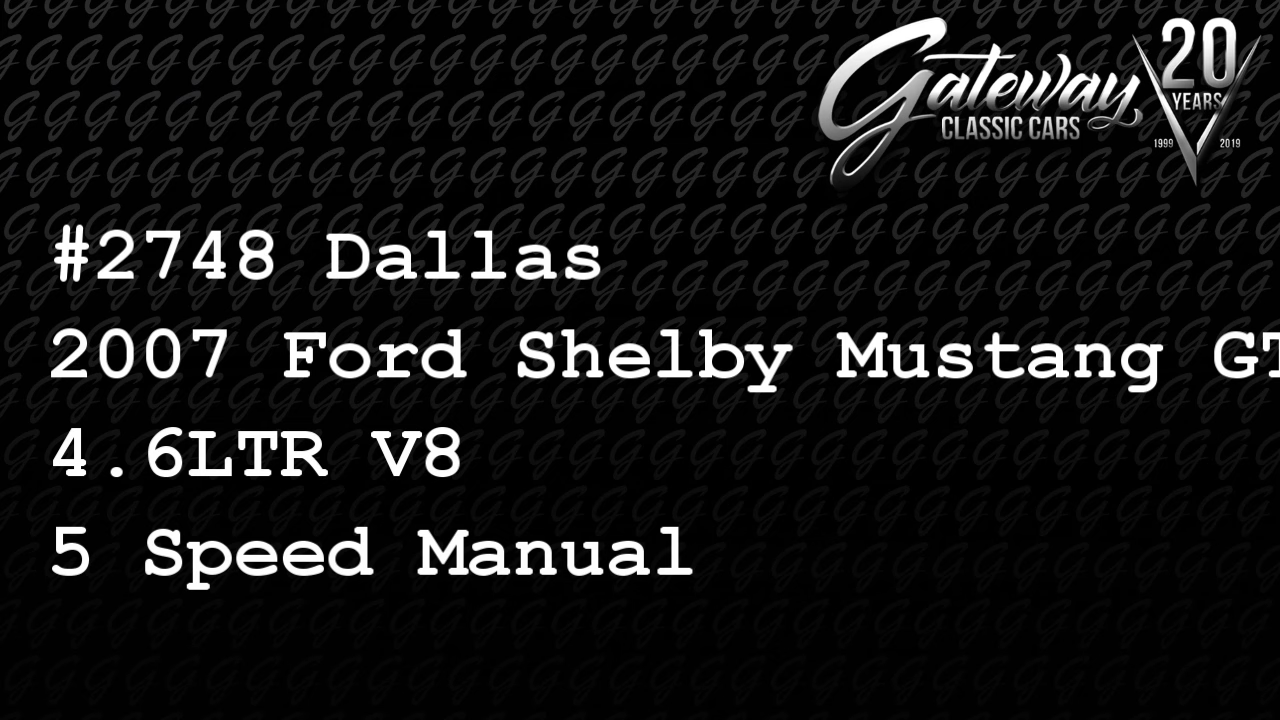 Gateway
CLASSIC CARS
20
YEARS
1999 2019
#2748 Dallas
2007 Ford Shelby Mustang GT
4.6LTR V8
5 Speed Manual